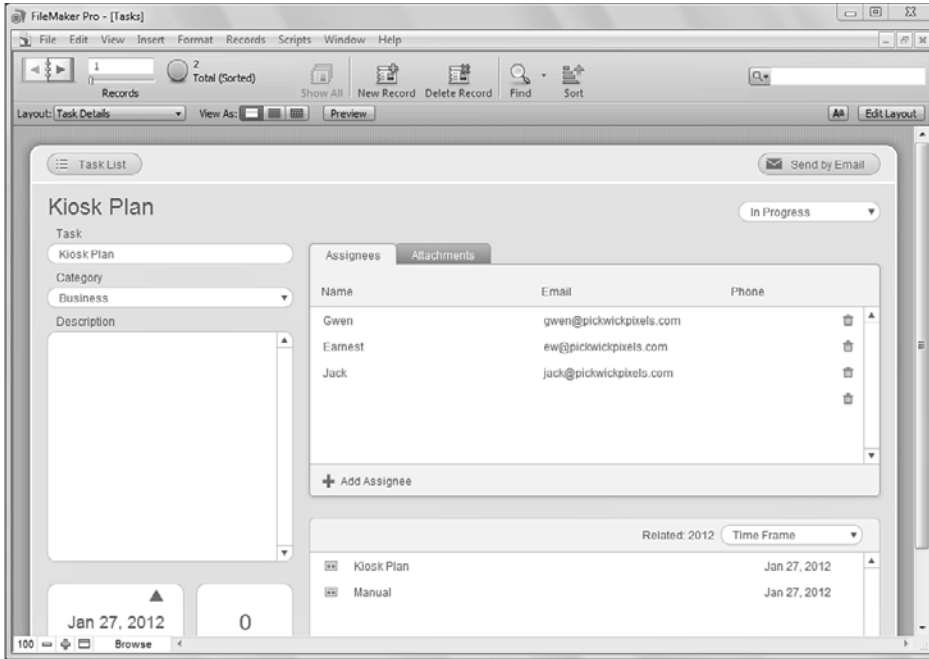 FileMaker Pro - [Tasks]
File Edit View Insert Format Records Scripts Window Help
1
Records
2
Total (Sorted)
Show All
New Record
Delete Record
Find
Sort
Layout: Task Details
View As:
Preview
Aa
Edit Layout
Task List
Send by Email
Kiosk Plan
In Progress
Task
Kiosk Plan
Category
Business
Description
Assignees
Attachments
Name Email Phone
Gwen gwen@pickwickpixels.com
Earnest ew@pickwickpixels.com
Jack jack@pickwickpixels.com
Add Assignee
Related: 2012 Time Frame
Kiosk Plan Jan 27, 2012
Manual Jan 27, 2012
Jan 27, 2012
0
100 Browse